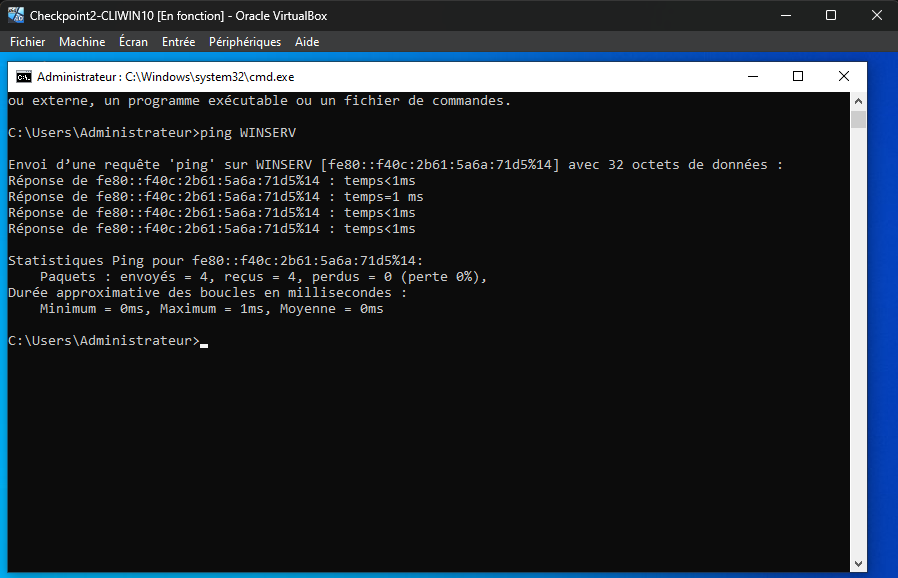 Checkpoint2-CLIWIN10 [En fonction] - Oracle VirtualBox
Fichier Machine Écran Entrée Périphériques Aide
Administrateur : C:\Windows\system32\cmd.exe
ou externe, un programme exécutable ou un fichier de commandes.
C:\Users\Administrateur>ping WINSERV
Envoi d’une requête 'ping' sur WINSERV [fe80::f40c:2b61:5a6a:71d5%14] avec 32 octets de données :
Réponse de fe80::f40c:2b61:5a6a:71d5%14 : temps<1ms
Réponse de fe80::f40c:2b61:5a6a:71d5%14 : temps=1 ms
Réponse de fe80::f40c:2b61:5a6a:71d5%14 : temps<1ms
Réponse de fe80::f40c:2b61:5a6a:71d5%14 : temps<1ms
Statistiques Ping pour fe80::f40c:2b61:5a6a:71d5%14:
Paquets : envoyés = 4, reçus = 4, perdus = 0 (perte 0%),
Durée approximative des boucles en millisecondes :
Minimum = 0ms, Maximum = 1ms, Moyenne = 0ms
C:\Users\Administrateur>